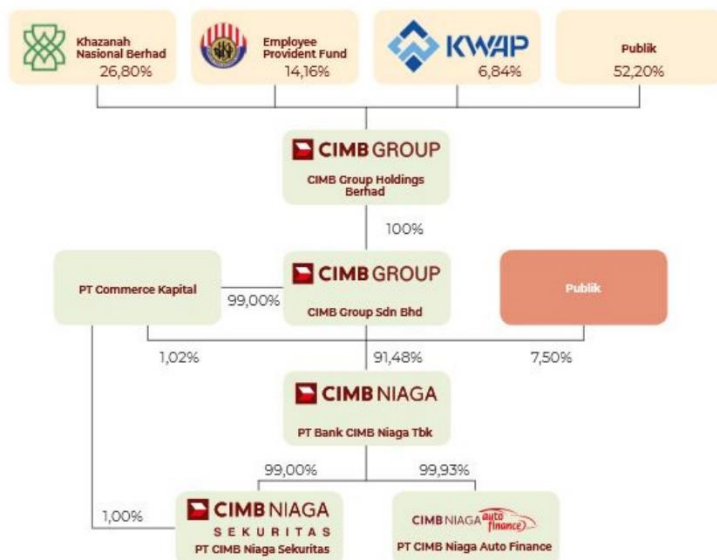 Khazanah
Nasional Berhad
26,80%
Employee
Provident Fund
14,16%
KWAP
6,84%
Publik
52,20%
CIMB GROUP
CIMB Group Holdings
Berhad
100%
PT Commerce Kapital
99,00%
CIMB GROUP
CIMB Group Sdn Bhd
Publik
1,02%
91,48%
7,50%
CIMB NIAGA
PT Bank CIMB Niaga Tbk
99,00%
99,93%
1,00%
CIMB NIAGA
SEKURITAS
PT CIMB Niaga Sekuritas
CIMB NIAGA auto finance
PT CIMB Niaga Auto Finance